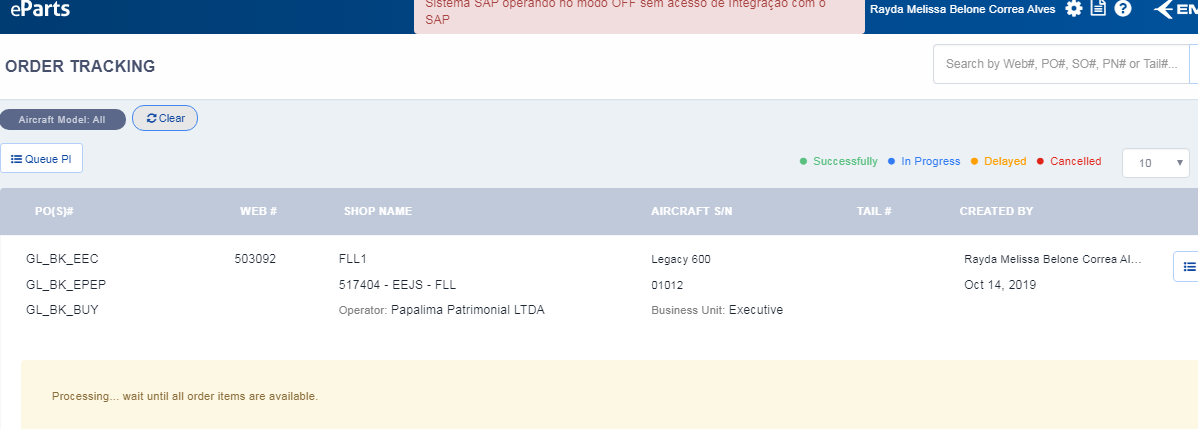 eParts
Sistema SAP operando no modo OFF sem acesso de integração com o
SAP
Rayda Melissa Belone Correa Alves
EM
ORDER TRACKING
Search by Web#, PO#, SO#, PN# or Tail#...
Aircraft Model: All
Clear
Queue PI
Successfully
In Progress
Delayed
Cancelled
10
PO(S)# WEB # SHOP NAME AIRCRAFT S/N TAIL # CREATED BY
GL_BK_EEC 503092 FLL1 Legacy 600 Rayda Melissa Belone Correa Al...
GL_BK_EPEP 517404 - EEJS - FLL 01012 Oct 14, 2019
GL_BK_BUY Operator: Papalima Patrimonial LTDA Business Unit: Executive
Processing... wait until all order items are available.